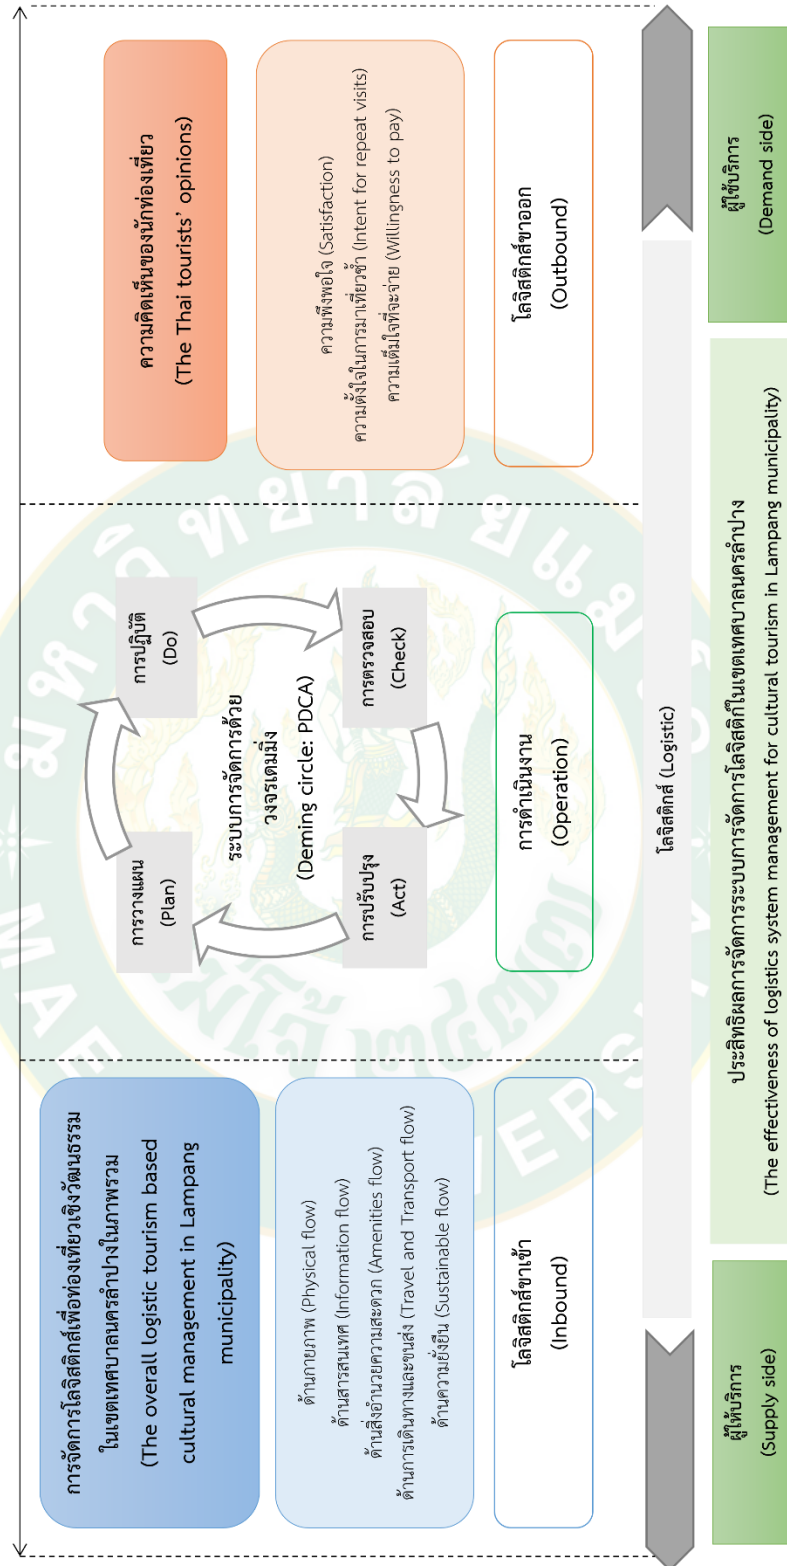 การจัดการโลจิสติกส์เพื่อท่องเที่ยวเชิงวัฒนธรรม
ในเขตเทศบาลนครลำปางในภาพรวม
(The overall logistic tourism based
cultural management in Lampang
municipality)
ด้านกายภาพ (Physical flow)
ด้านสารสนเทศ (Information flow)
ด้านสิ่งอำนวยความสะดวก (Amenities flow)
ด้านการเดินทางและขนส่ง (Travel and Transport flow)
ด้านความยั่งยืน (Sustainable flow)
โลจิสติกส์ขาเข้า
(Inbound)
การวางแผน
(Plan)
การปฏิบัติ
(Do)
ระบบการจัดการด้วย
วงจรเดมมิ่ง
(Deming circle: PDCA)
การปรับปรุง
(Act)
การตรวจสอบ
(Check)
การดำเนินงาน
(Operation)
ความคิดเห็นของนักท่องเที่ยว
(The Thai tourists’ opinions)
ความพึงพอใจ (Satisfaction)
ความตั้งใจในการมาเที่ยวซ้ำ (Intent for repeat visits)
ความเต็มใจที่จะจ่าย (Willingness to pay)
โลจิสติกส์ขาออก
(Outbound)
โลจิสติกส์ (Logistic)
ผู้ให้บริการ
(Supply side)
ประสิทธิผลการจัดการระบบการจัดการโลจิสติก์ในเขตเทศบาลนครลำปาง
(The effectiveness of logistics system management for cultural tourism in Lampang municipality)
ผู้ใช้บริการ
(Demand side)
มหาวิทยาลัยแม่โจ้
แม่โจ้ ๒๔๗๗